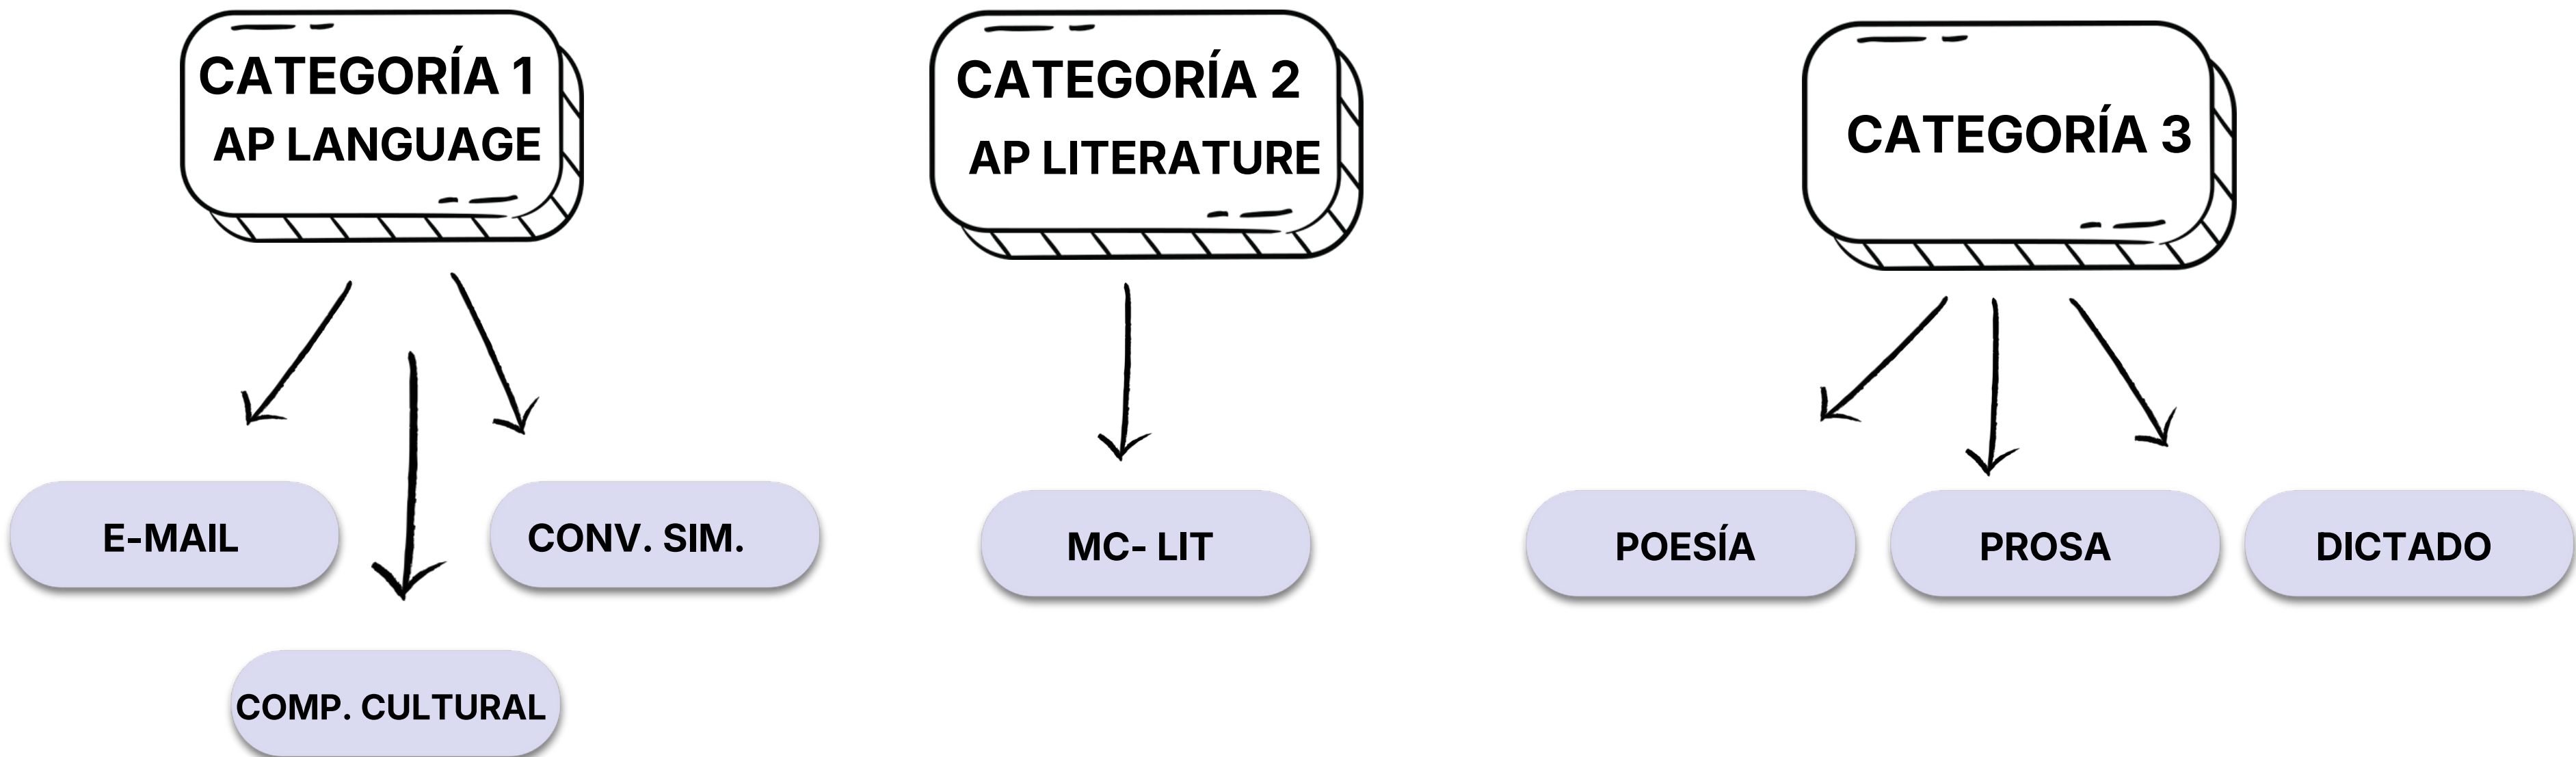 CATEGORÍA 1
AP LANGUAGE
E-MAIL
CONV. SIM.
COMP. CULTURAL
CATEGORÍA 2
AP LITERATURE
MC- LIT
CATEGORÍA 3
POESÍA
PROSA
DICTADO